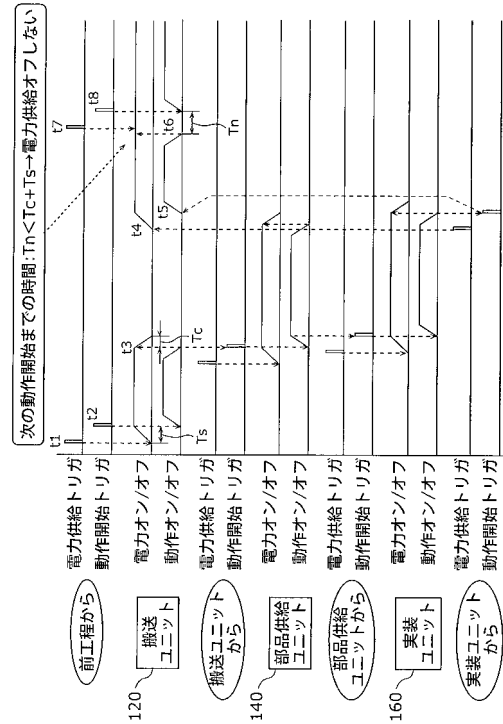 次の動作開始までの時間:Tn<Tc+Ts→電力供給オフしない
前工程から
電力供給トリガ
動作開始トリガ
t1
t2
t7
t8
120
搬送
ユニット
電力オン/オフ
動作オン/オフ
Ts
t3
Tc
t4
t5
t6
Tn
搬送ユニット
から
電力供給トリガ
動作開始トリガ
140
部品供給
ユニット
電力オン/オフ
動作オン/オフ
部品供給
ユニットから
電力供給トリガ
動作開始トリガ
160
実装
ユニット
電力オン/オフ
動作オン/オフ
実装ユニット
から
電力供給トリガ
動作開始トリガ